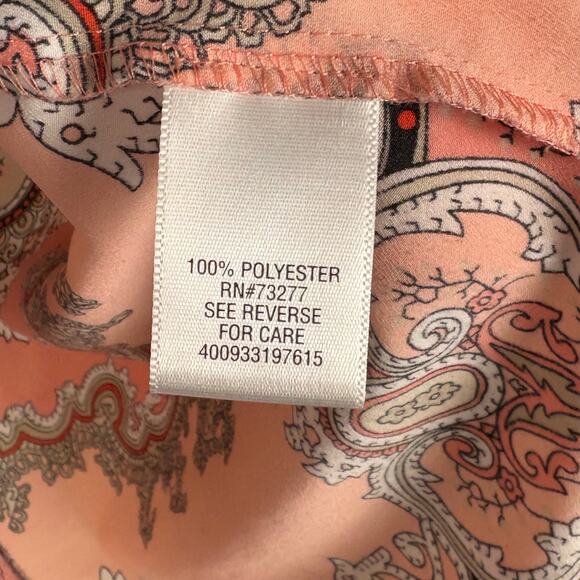 100% POLYESTER
RN#73277
SEE REVERSE
FOR CARE
400933197615